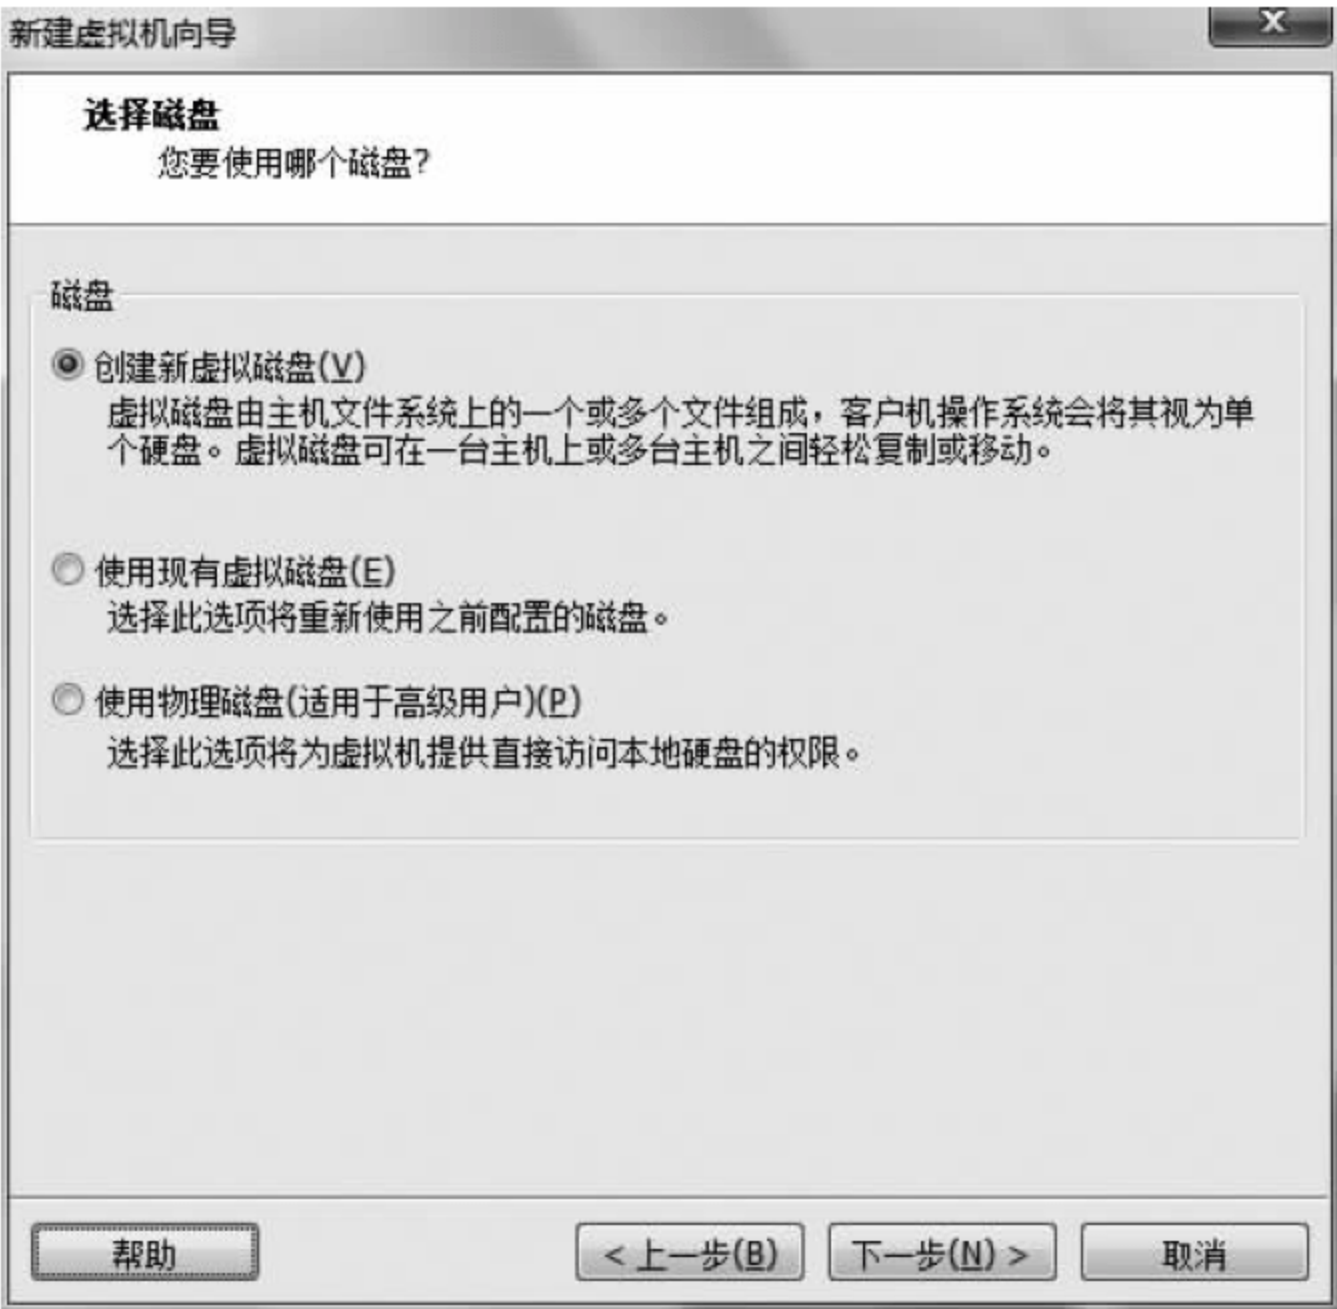 新建虚拟机向导
选择磁盘
您要使用哪个磁盘?
磁盘
创建新虚拟磁盘(V)
虚拟磁盘由主机文件系统上的一个或多个文件组成，客户机操作系统会将其视为单
个硬盘。虚拟磁盘可在一台主机上或多台主机之间轻松复制或移动。
使用现有虚拟磁盘(E)
选择此选项将重新使用之前配置的磁盘。
使用物理磁盘(适用于高级用户)(P)
选择此选项将为虚拟机提供直接访问本地硬盘的权限。
帮助 < 上一步(B) 下一步(N) > 取消